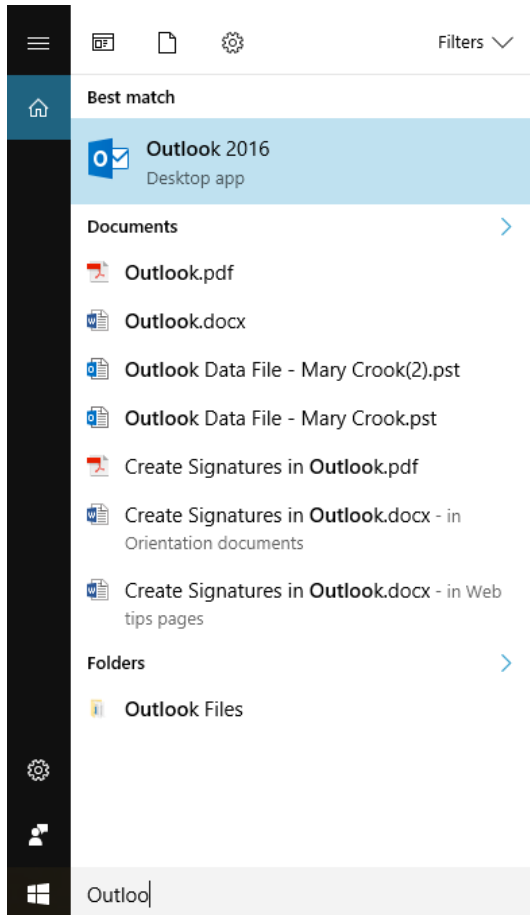 Filters
Best match
Outlook 2016
Desktop app
Documents
Outlook.pdf
Outlook.docx
Outlook Data File - Mary Crook(2).pst
Outlook Data File - Mary Crook.pst
Create Signatures in Outlook.pdf
Create Signatures in Outlook.docx - in
Orientation documents
Create Signatures in Outlook.docx - in Web
tips pages
Folders
Outlook Files
Outloo